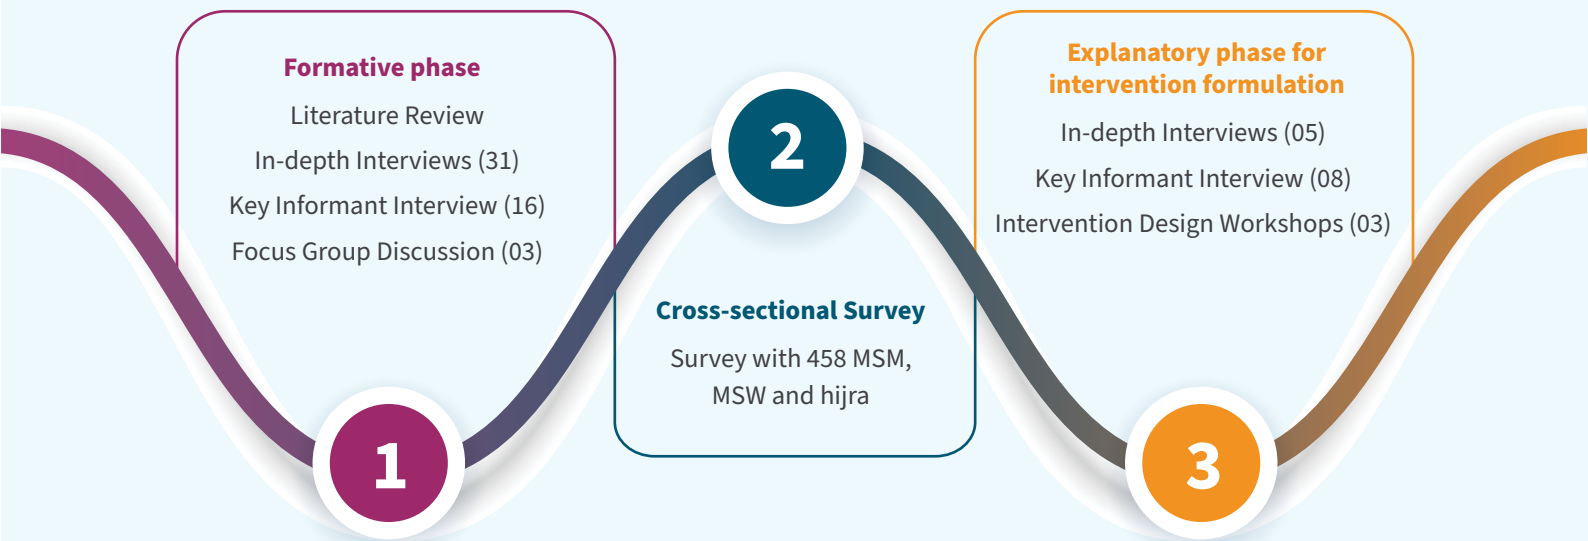 Formative phase
Literature Review
In-depth Interviews (31)
Key Informant Interview (16)
Focus Group Discussion (03)
1
2
Cross-sectional Survey
Survey with 458 MSM,
MSW and hijra
Explanatory phase for
intervention formulation
In-depth Interviews (05)
Key Informant Interview (08)
Intervention Design Workshops (03)
3